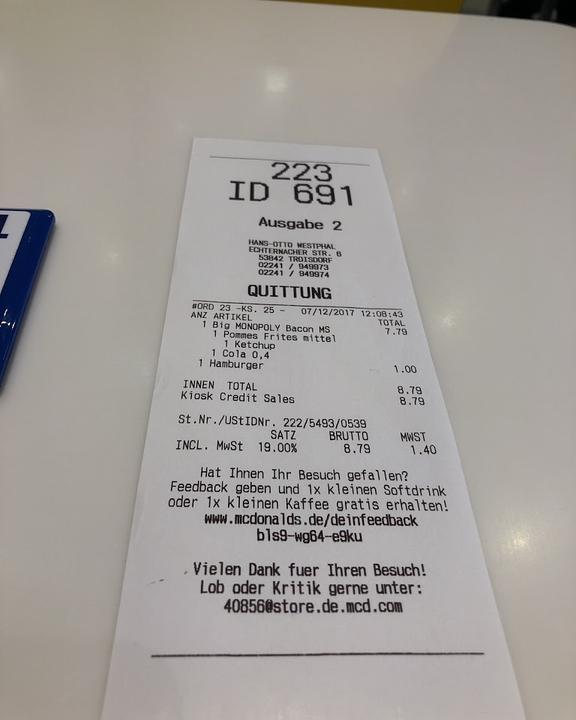 223
ID 691
Ausgabe 2
HANS-OTTO WESTPHAL
ECHTERNACHER STR. 6
53842 TROISDORF
02241 / 949973
02241 / 949974
QUITTUNG
#ORD 23 -KS. 25 - 07/12/2017 12:08:43
ANZ ARTIKEL TOTAL
1 Big MONOPOLY Bacon MS 7.79
1 Pommes Frites mittel
1 Ketchup
1 Cola 0,4
1 Hamburger 1.00
INNEN TOTAL 8.79
Kiosk Credit Sales 8.79
St.Nr./UStIDNr. 222/5493/0539
SATZ BRUTTO MWST
INCL. MwSt 19.00% 8.79 1.40
Hat Ihnen Ihr Besuch gefallen?
Feedback geben und 1x kleinen Softdrink
oder 1x kleinen Kaffee gratis erhalten!
www.mcdonalds.de/deinfeedback
bls9-wg64-e9ku
Vielen Dank fuer Ihren Besuch!
Lob oder Kritik gerne unter:
40856@store.de.mcd.com